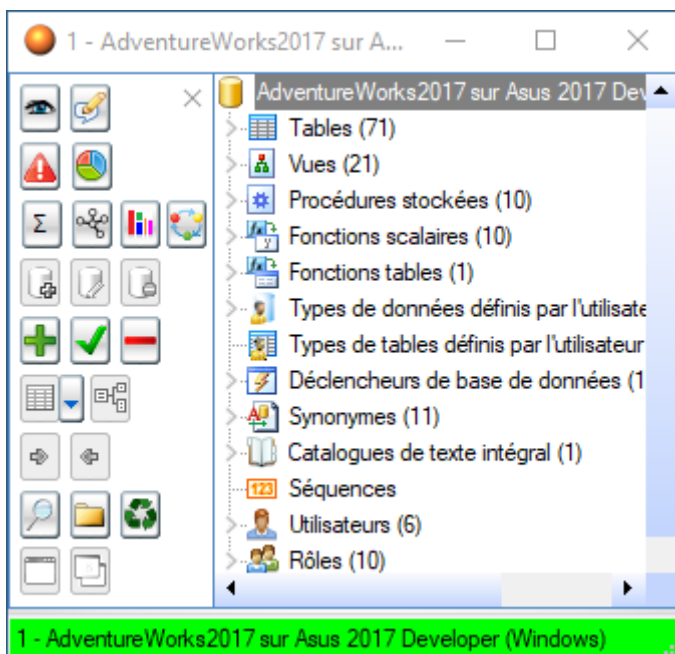 1 - AdventureWorks2017 sur A...
AdventureWorks2017 sur Asus 2017 Dev
Tables (71)
Vues (21)
Procédures stockées (10)
Σ
Fonctions scalaires (10)
Fonctions tables (1)
Types de données définis par l'utilisate
Types de tables définis par l'utilisateur
Déclencheurs de base de données (1
Synonymes (11)
Catalogues de texte intégral (1)
123 Séquences
Utilisateurs (6)
Rôles (10)
1 - AdventureWorks2017 sur Asus 2017 Developer (Windows)